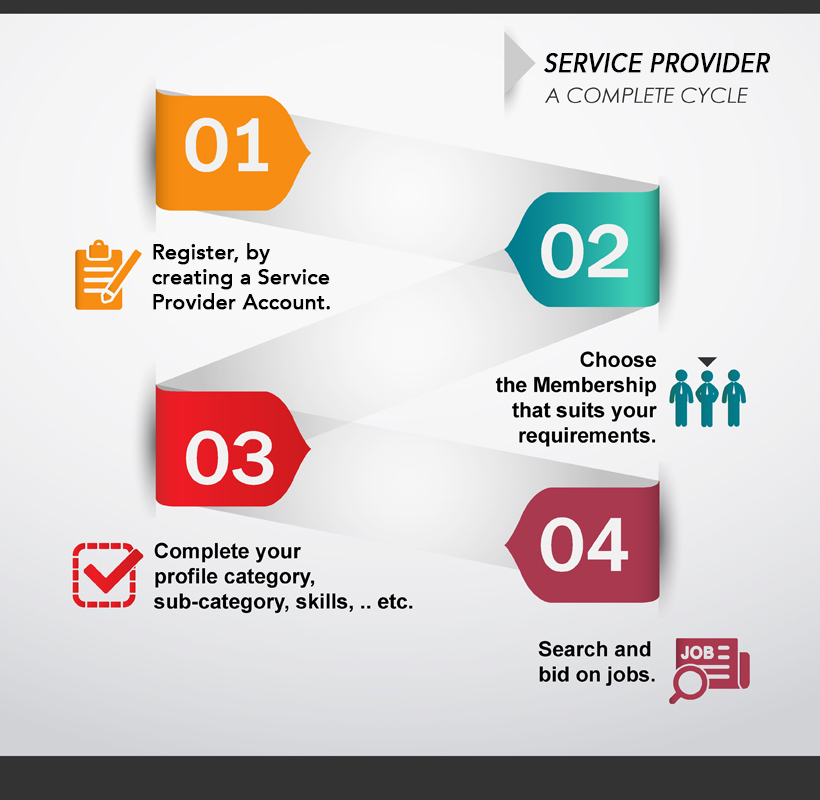 SERVICE PROVIDER
A COMPLETE CYCLE
01
Register, by
creating a Service
Provider Account.
02
Choose
the Membership
that suits your
requirements.
03
Complete your
profile category,
sub-category, skills, .. etc.
04
Search and
bid on jobs.
JOB